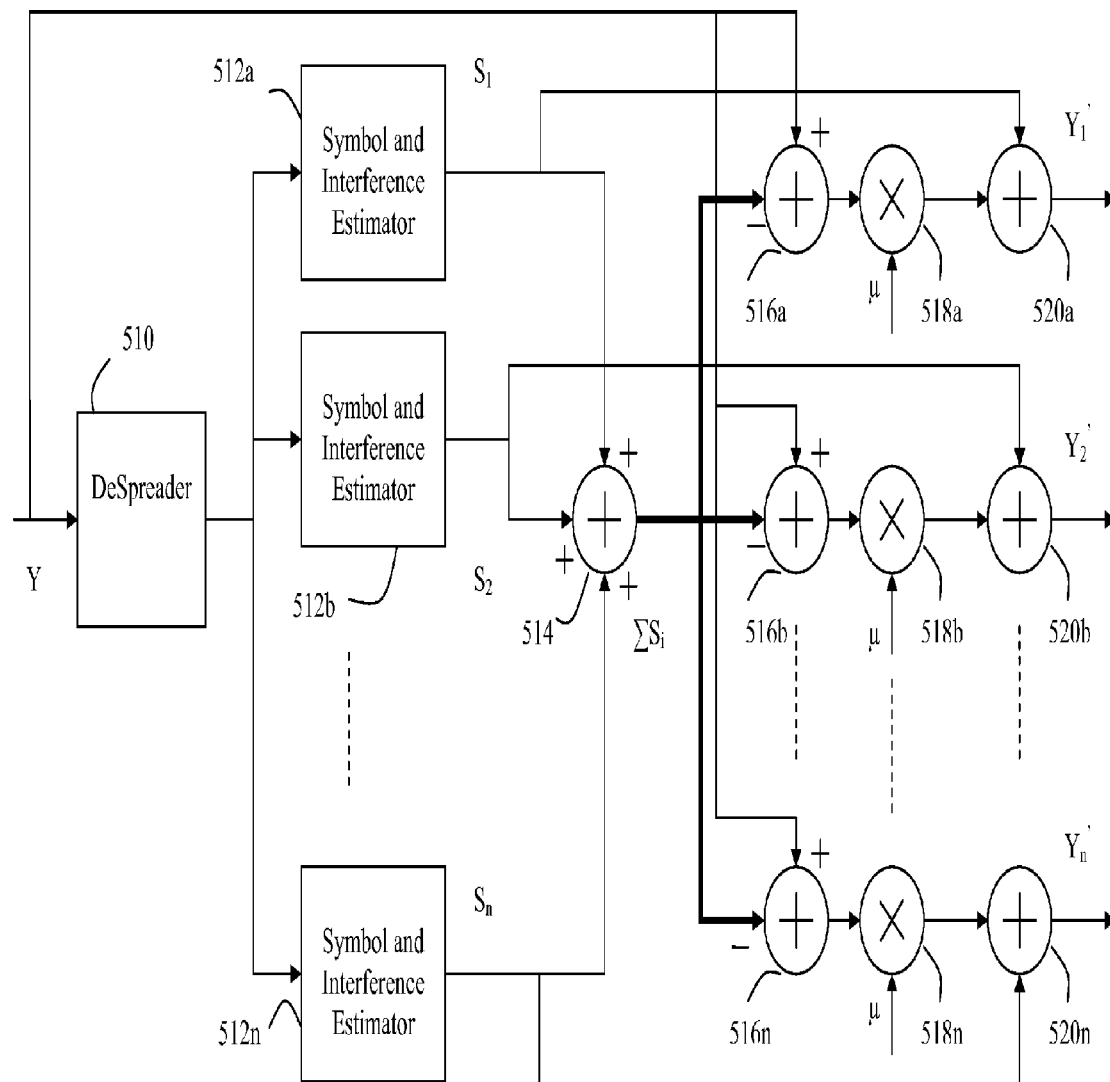 512a
S1
Symbol and
Interference
Estimator
Y1'
+
−
μ
516a
518a
520a
510
DeSpreader
Y
Symbol and
Interference
Estimator
512b
S2
+
+
+
514
∑Si
Y2'
+
−
μ
516b
518b
520b
Sn
Symbol and
Interference
Estimator
512n
Yn'
+
-
μ
516n
518n
520n